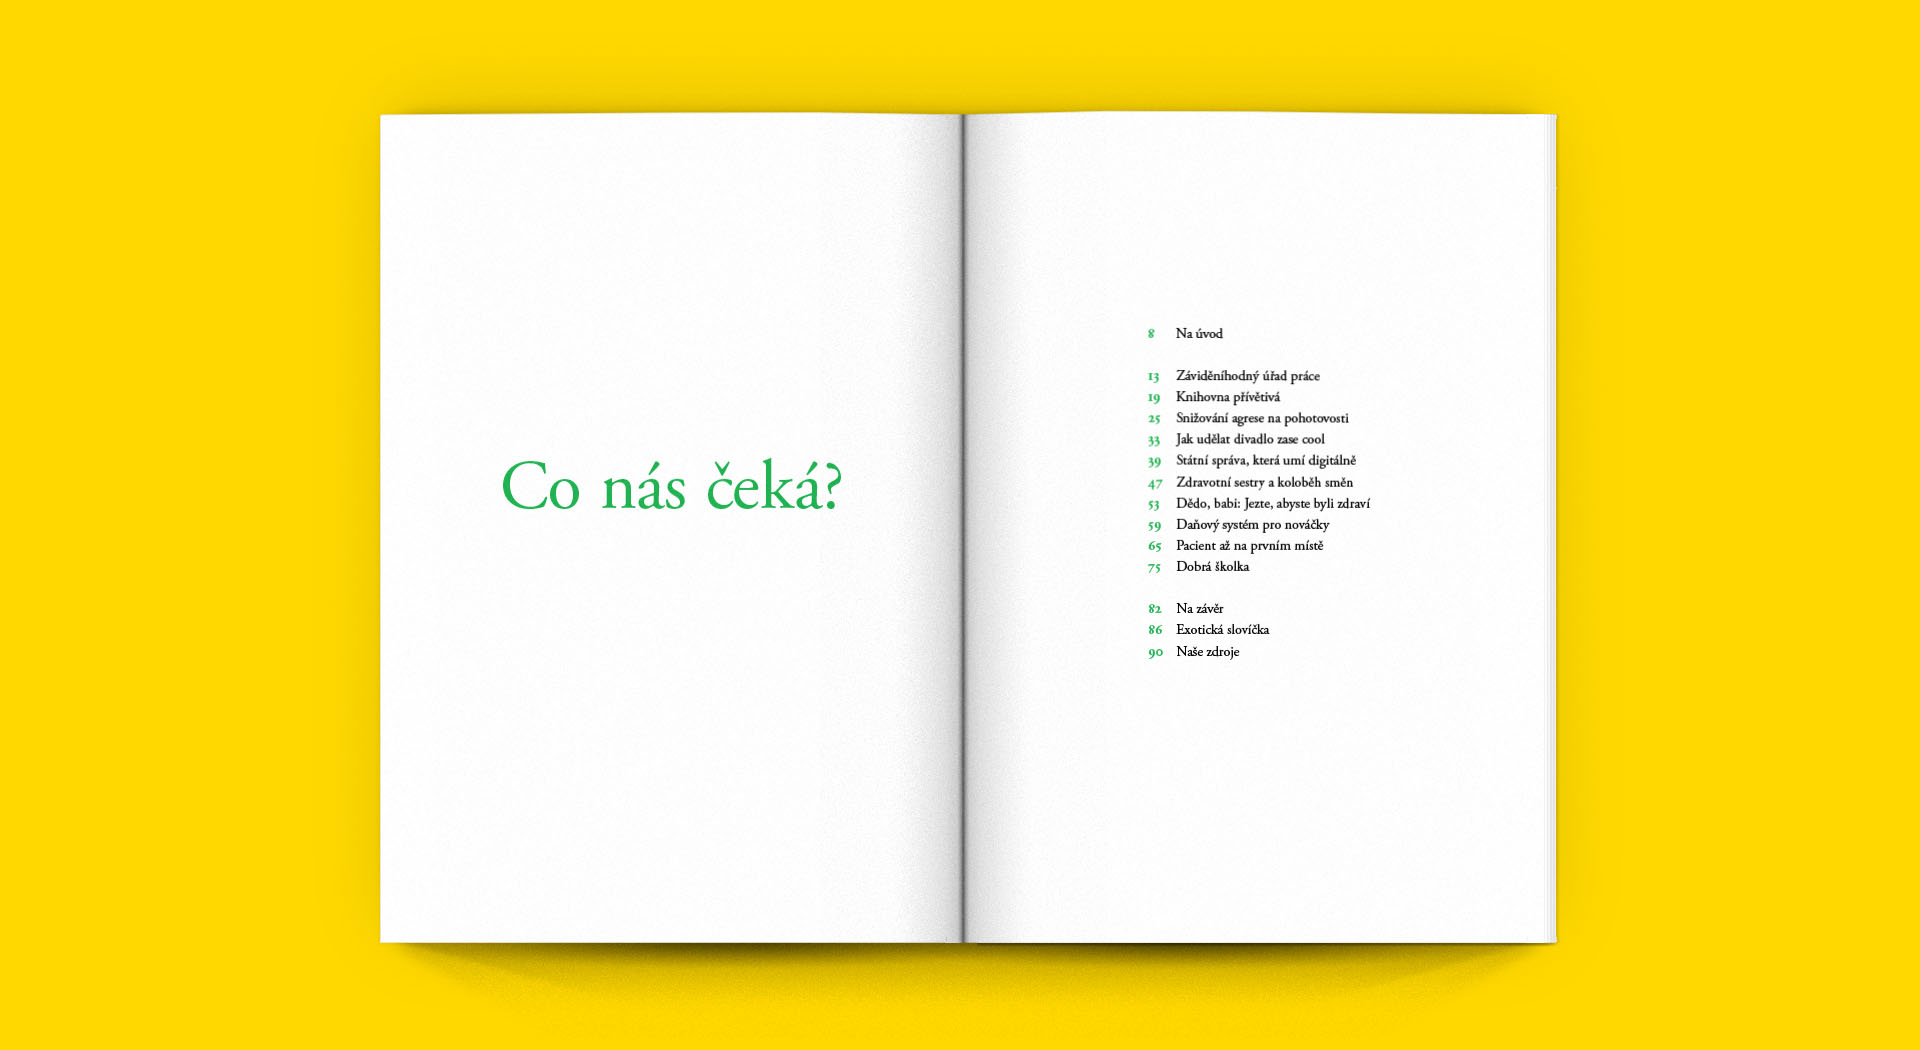 Co nás čeká?
8 Na úvod
13 Záviděníhodný úřad práce
19 Knihovna přívětivá
25 Snižování agrese na pohotovosti
33 Jak udělat divadlo zase cool
39 Státní správa, která umí digitálně
47 Zdravotní sestry a koloběh směn
53 Dědo, babi: Jezte, abyste byli zdraví
59 Daňový systém pro nováčky
65 Pacient až na prvním místě
75 Dobrá školka
82 Na závěr
86 Exotická slovíčka
90 Naše zdroje